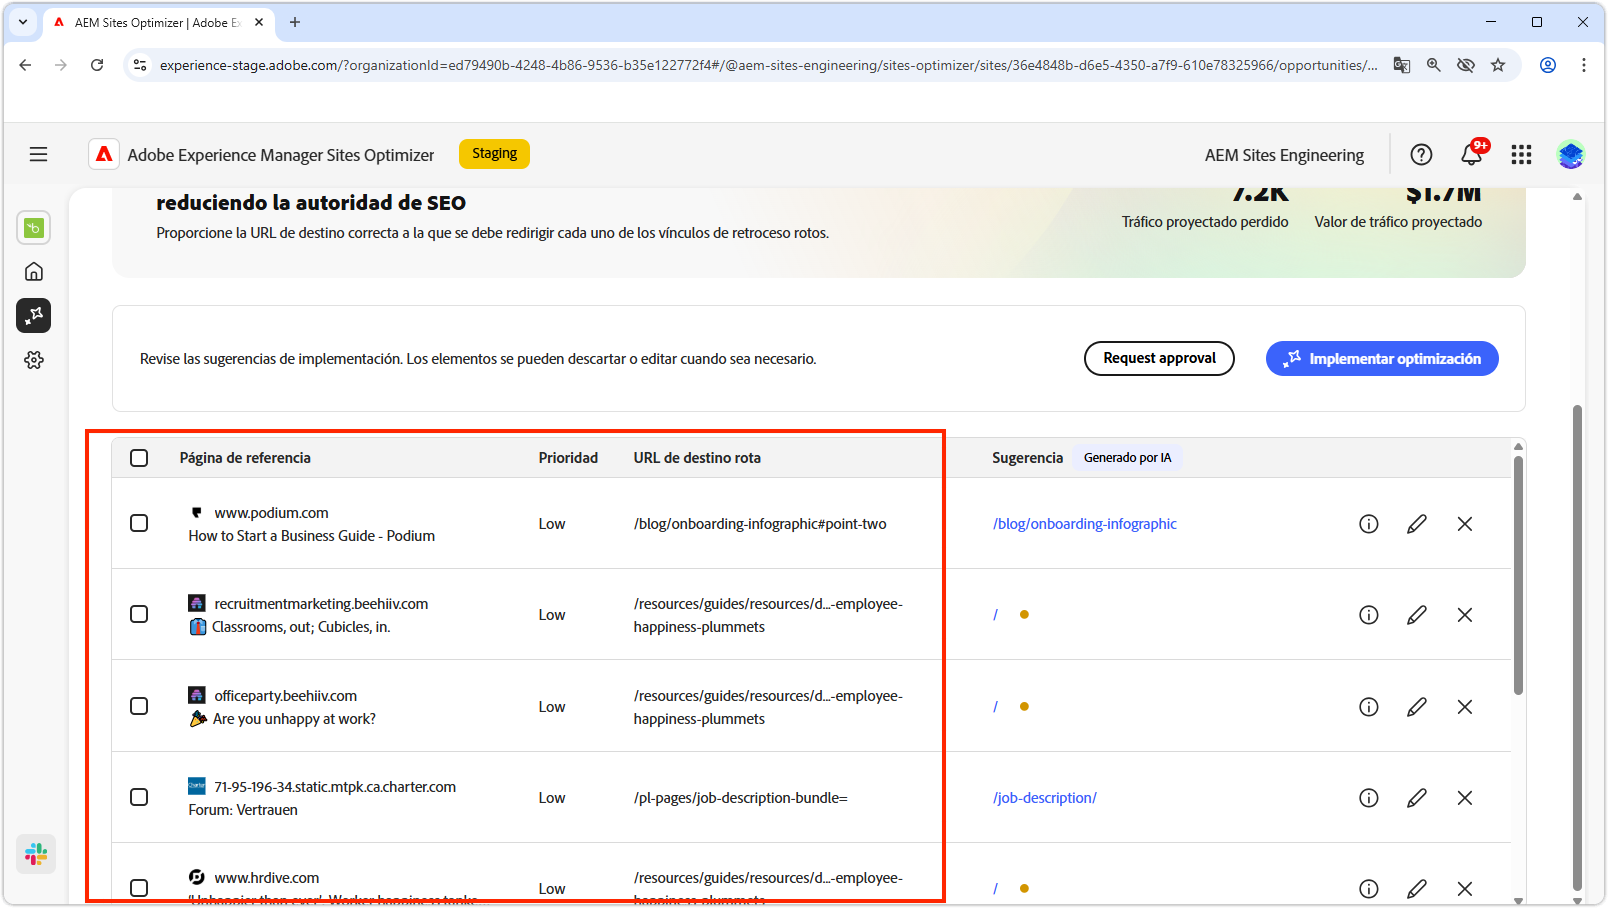 AEM Sites Optimizer | Adobe Ex
experience-stage.adobe.com/?organizationId=ed79490b-4248-4b86-9536-b35e122772f4#/@aem-sites-engineering/sites-optimizer/sites/36e4848b-d6e5-4350-a7f9-610e78325966/opportunities/...
Adobe Experience Manager Sites Optimizer
Staging
AEM Sites Engineering
9+
reduciendo la autoridad de SEO
7.2K
$1.7M
Proporcione la URL de destino correcta a la que se debe redirigir cada uno de los vínculos de retroceso rotos.
Tráfico proyectado perdido
Valor de tráfico proyectado
Revise las sugerencias de implementación. Los elementos se pueden descartar o editar cuando sea necesario.
Request approval
Implementar optimización
Página de referencia
Prioridad
URL de destino rota
Sugerencia
Generado por IA
www.podium.com
How to Start a Business Guide - Podium
Low
/blog/onboarding-infographic#point-two
/blog/onboarding-infographic
recruitmentmarketing.beehiiv.com
Classrooms, out; Cubicles, in.
Low
/resources/guides/resources/d...-employee-
happiness-plummets
/
officeparty.beehiiv.com
Are you unhappy at work?
Low
/resources/guides/resources/d...-employee-
happiness-plummets
/
71-95-196-34.static.mtpk.ca.charter.com
Forum: Vertrauen
Low
/pl-pages/job-description-bundle=
/job-description/
www.hrdive.com
'Unhappier than ever': Worker happiness tanks...
Low
/resources/guides/resources/d...-employee-
happiness-plummets
/